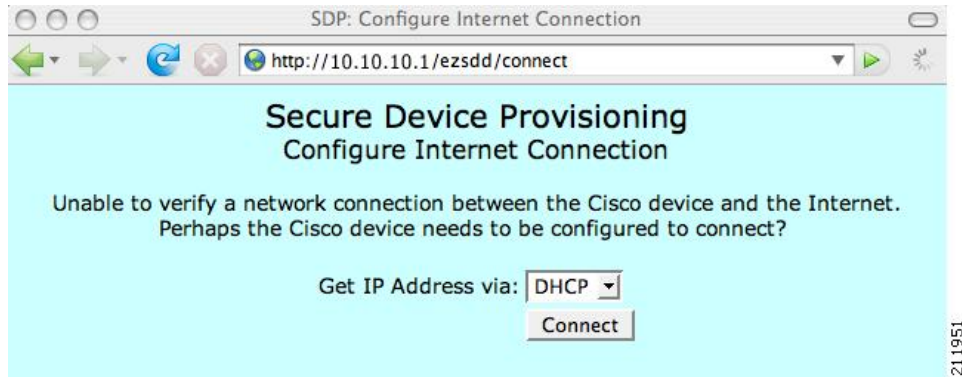 SDP: Configure Internet Connection
http://10.10.10.1/ezsdd/connect
Secure Device Provisioning
Configure Internet Connection
Unable to verify a network connection between the Cisco device and the Internet.
Perhaps the Cisco device needs to be configured to connect?
Get IP Address via: DHCP
Connect
211951